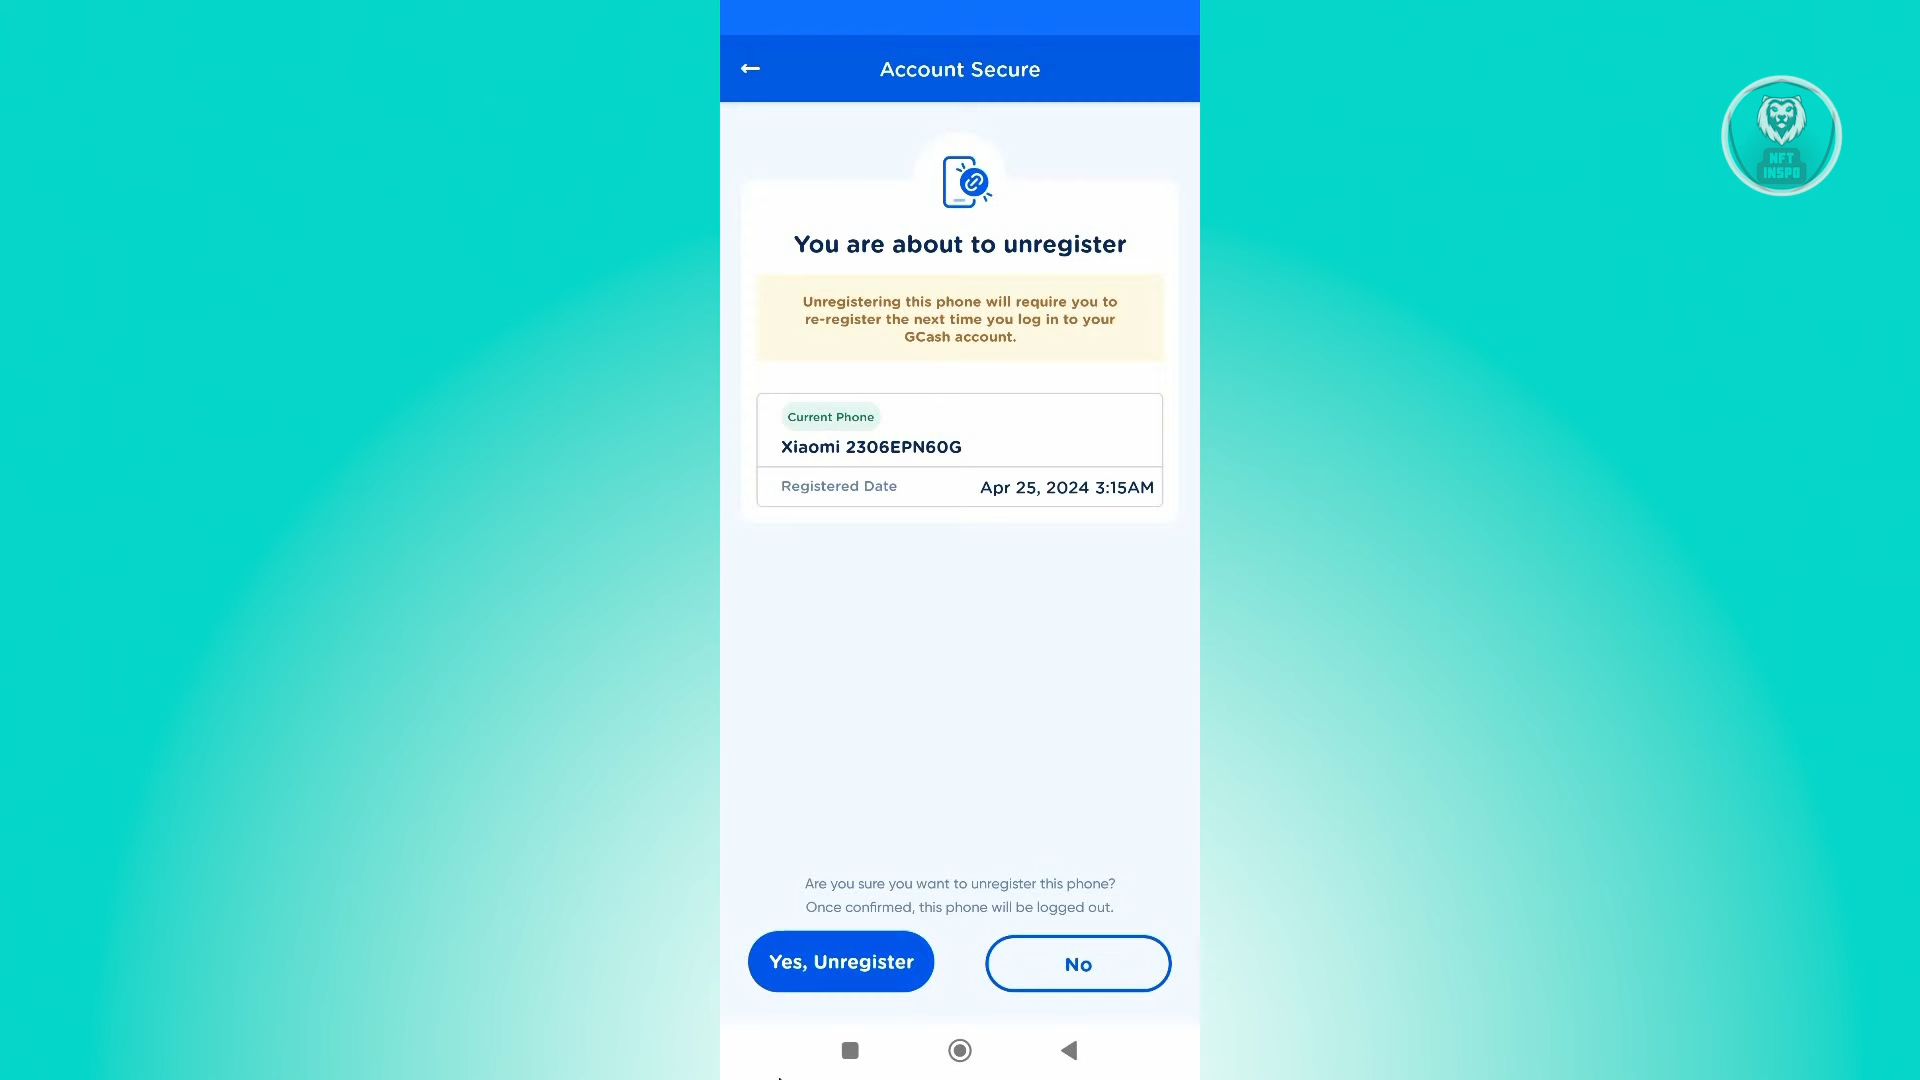 Account Secure
NFT
INSPO
You are about to unregister
Unregistering this phone will require you to
re-register the next time you log in to your
GCash account.
Current Phone
Xiaomi 2306EPN60G
Registered Date Apr 25, 2024 3:15AM
Are you sure you want to unregister this phone?
Once confirmed, this phone will be logged out.
Yes, Unregister
No